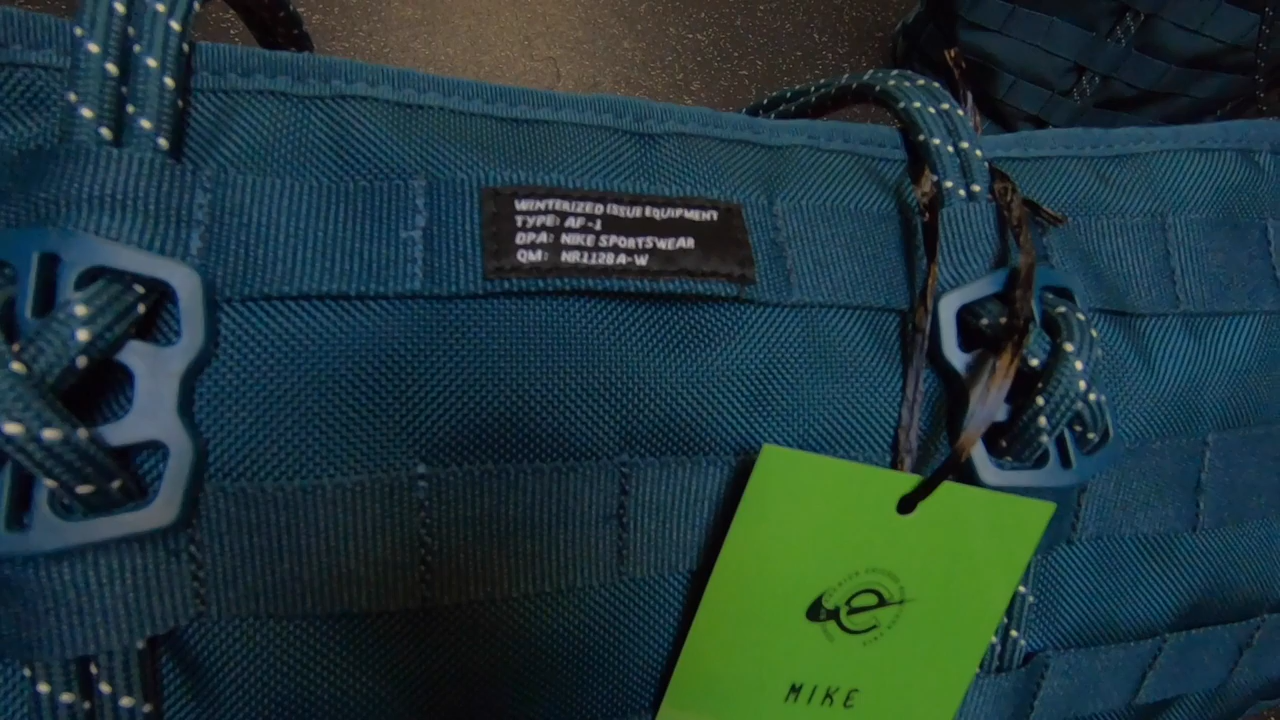 WINTERIZED ISSUE EQUIPMENT
TYPE: AF-1
OPA: NIKE SPORTSWEAR
QM: NR1128A-W
e
MIKE